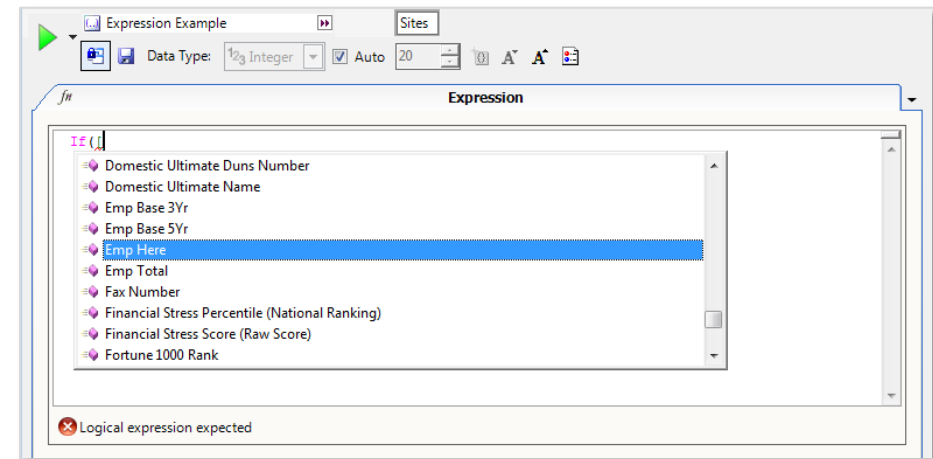 Expression Example Sites
Data Type: 123 Integer Auto 20 A A
fn Expression
If([
Domestic Ultimate Duns Number
Domestic Ultimate Name
Emp Base 3Yr
Emp Base 5Yr
Emp Here
Emp Total
Fax Number
Financial Stress Percentile (National Ranking)
Financial Stress Score (Raw Score)
Fortune 1000 Rank
Logical expression expected